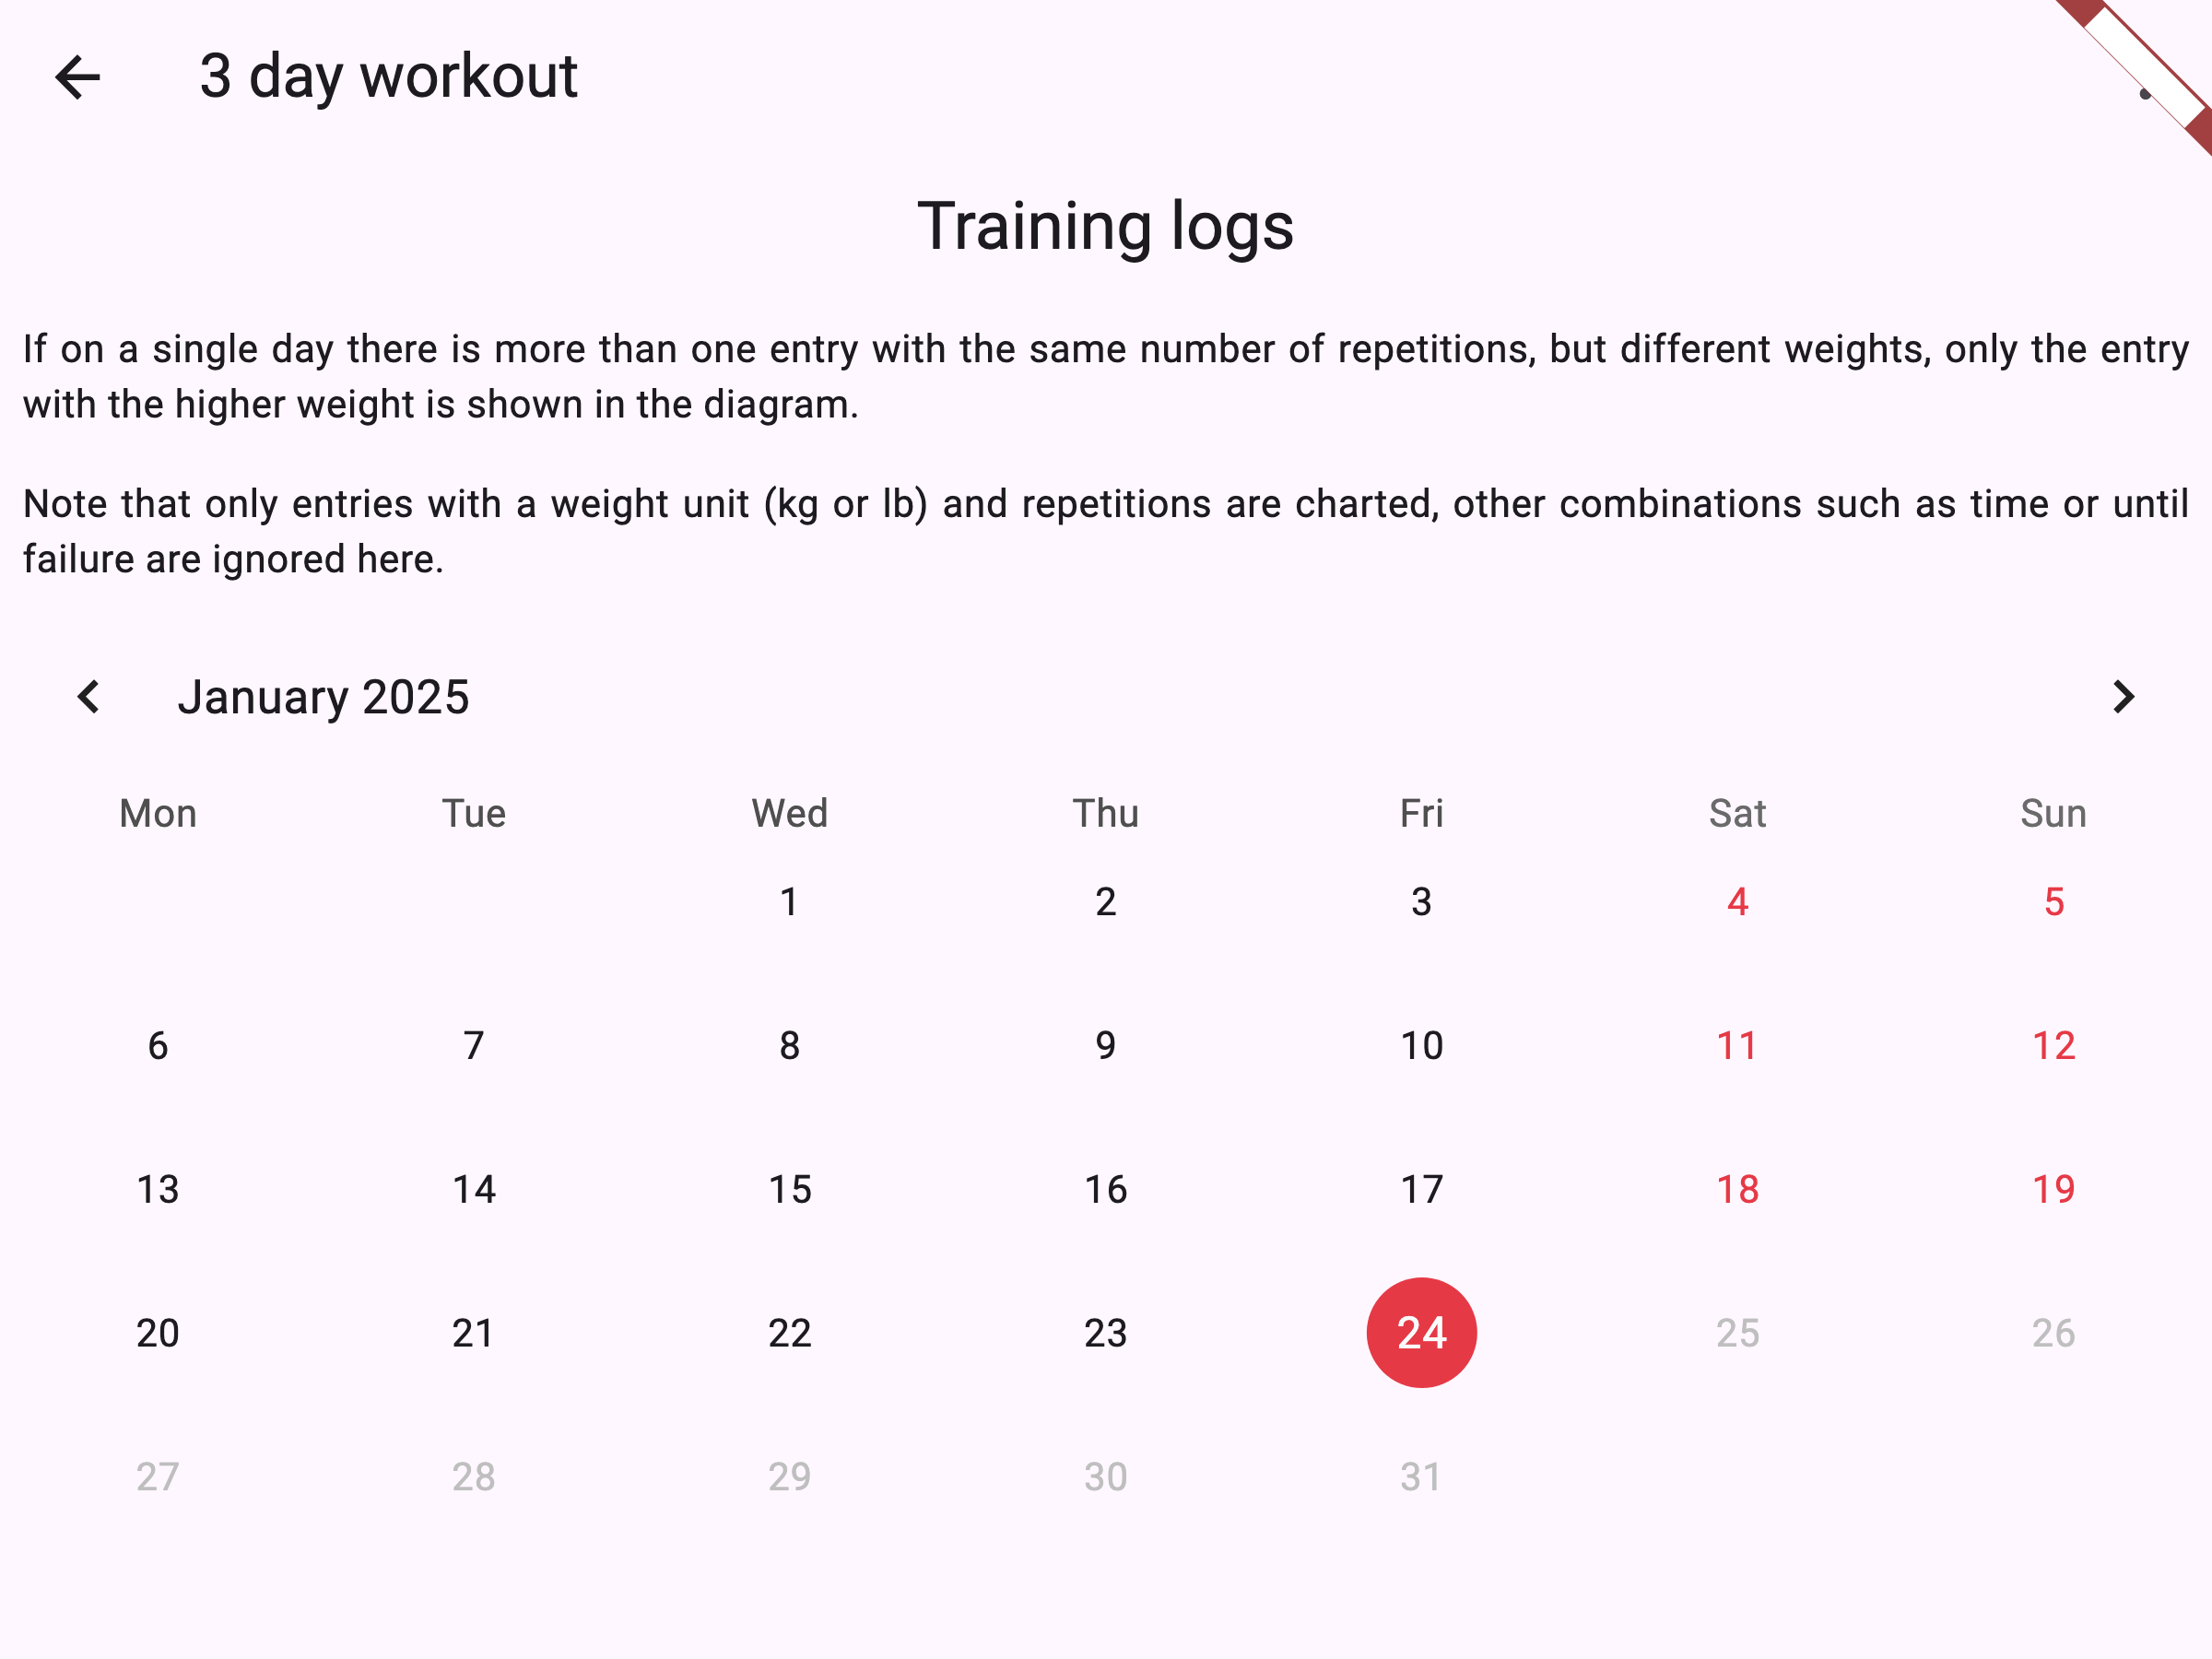 3 day workout
Training logs
If on a single day there is more than one entry with the same number of repetitions, but different weights, only the entry
with the higher weight is shown in the diagram.
Note that only entries with a weight unit (kg or lb) and repetitions are charted, other combinations such as time or until
failure are ignored here.
January 2025
Mon Tue Wed Thu Fri Sat Sun
1 2 3 4 5
6 7 8 9 10 11 12
13 14 15 16 17 18 19
20 21 22 23 24 25 26
27 28 29 30 31